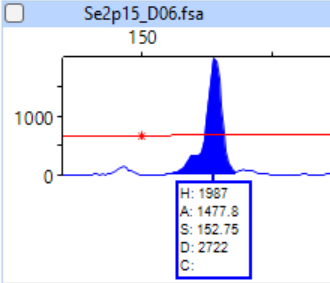 Se2p15_D06.fsa
150
1000
0
H: 1987
A: 1477.8
S: 152.75
D: 2722
C: